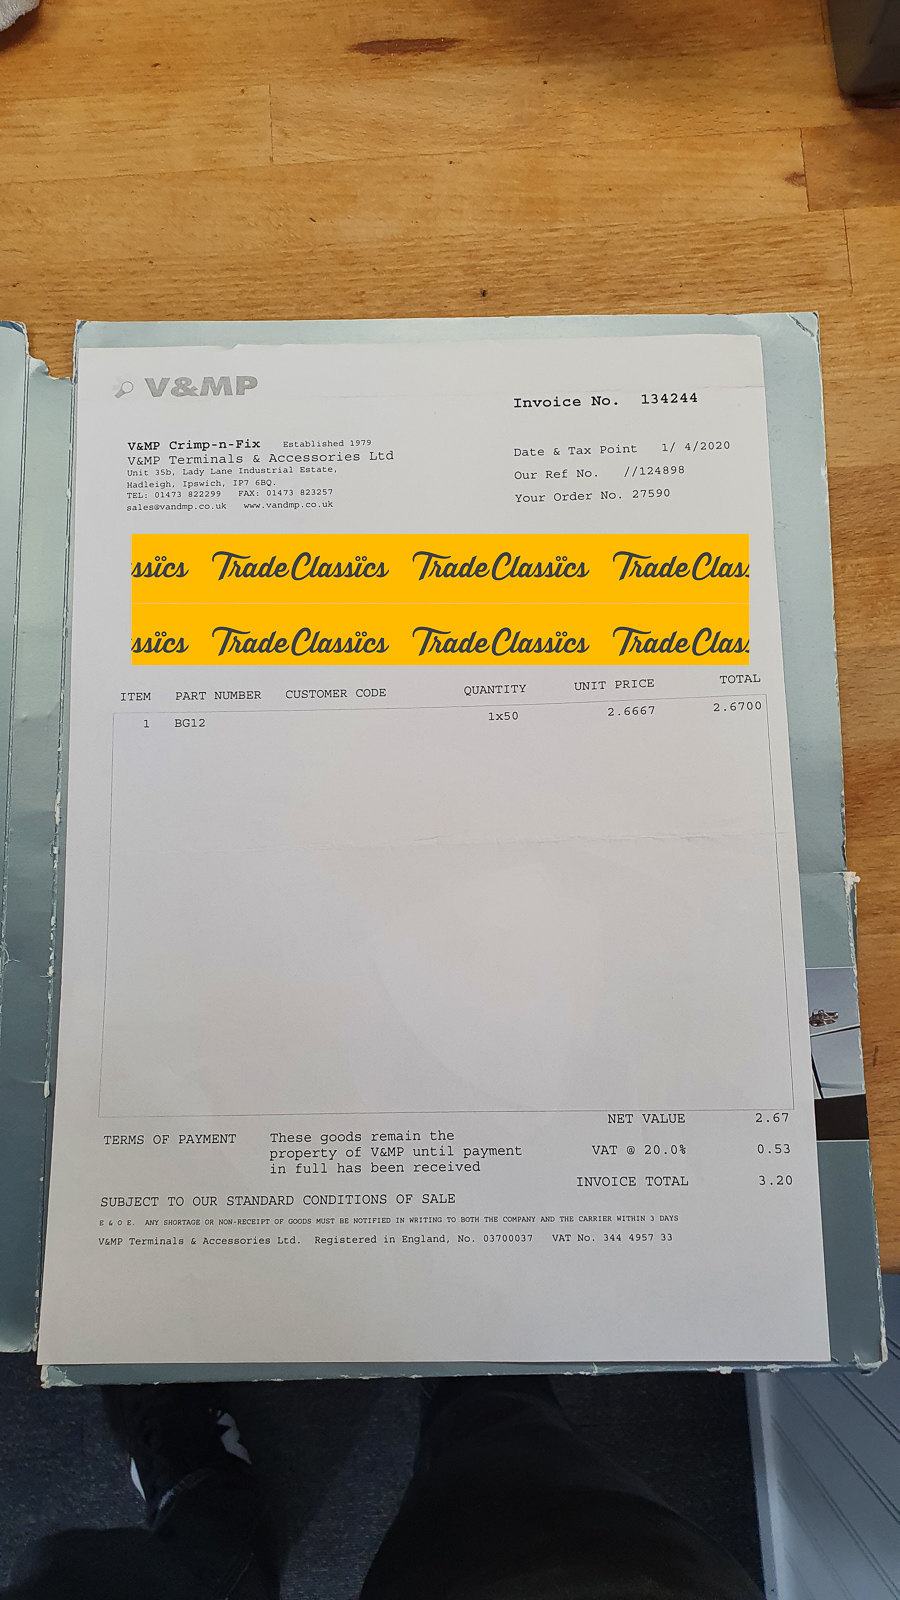 V&MP
Invoice No. 134244
V&MP Crimp-n-Fix Established 1979
V&MP Terminals & Accessories Ltd
Unit 35b, Lady Lane Industrial Estate,
Hadleigh, Ipswich, IP7 6BQ.
TEL: 01473 822299 FAX: 01473 823257
sales@vandmp.co.uk www.vandmp.co.uk
Date & Tax Point 1/ 4/2020
Our Ref No. //124898
Your Order No. 27590
ssics Trade Classics Trade Classics Trade Clas
ssics Trade Classics Trade Classics Trade Clas
ITEM PART NUMBER CUSTOMER CODE QUANTITY UNIT PRICE TOTAL
1 BG12 1x50 2.6667 2.6700
NET VALUE 2.67
VAT @ 20.0% 0.53
INVOICE TOTAL 3.20
TERMS OF PAYMENT These goods remain the
property of V&MP until payment
in full has been received
SUBJECT TO OUR STANDARD CONDITIONS OF SALE
E & O E. ANY SHORTAGE OR NON-RECEIPT OF GOODS MUST BE NOTIFIED IN WRITING TO BOTH THE COMPANY AND THE CARRIER WITHIN 3 DAYS
V&MP Terminals & Accessories Ltd. Registered in England, No. 03700037 VAT No. 344 4957 33